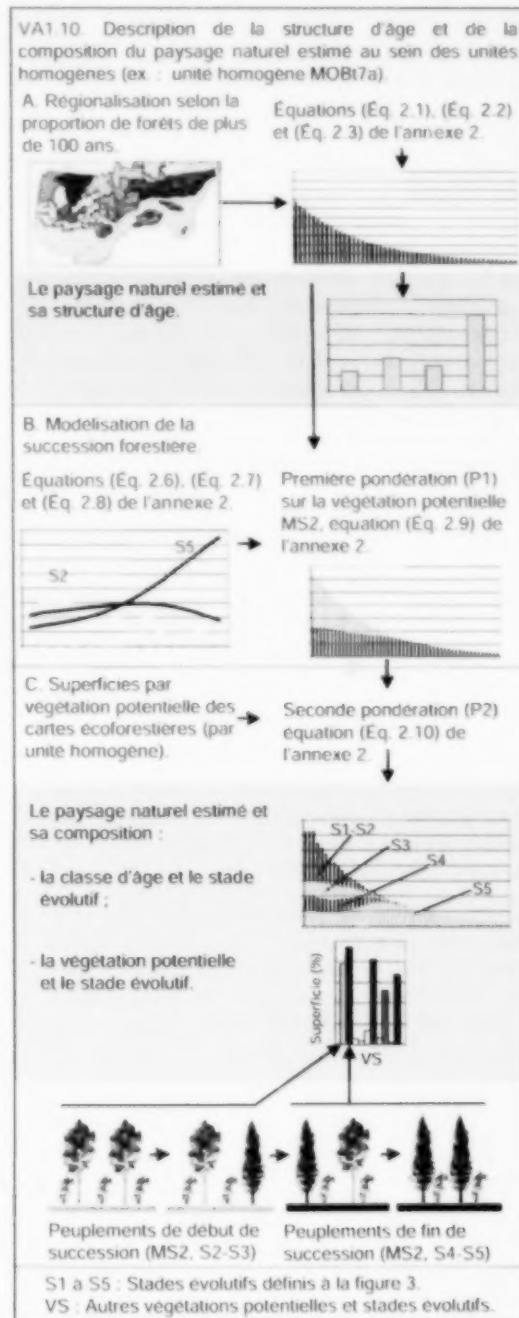 VA1.10. Description de la structure d'âge et de la
composition du paysage naturel estimé au sein des unités
homogènes (ex. : unité homogène MOBt7a).
A. Régionalisation selon la
proportion de forêts de plus
de 100 ans.
Équations (Éq. 2.1), (Éq. 2.2)
et (Éq. 2.3) de l'annexe 2.
Le paysage naturel estimé et
sa structure d'âge.
B. Modélisation de la
succession forestière.
Équations (Éq. 2.6), (Éq. 2.7)
et (Éq. 2.8) de l'annexe 2.
S5
S2
Première pondération (P1)
sur la végétation potentielle
MS2, équation (Éq. 2.9) de
l'annexe 2.
C. Superficies par
végétation potentielle des
cartes écoforestières (par
unité homogène).
Seconde pondération (P2)
équation (Éq. 2.10) de
l'annexe 2.
Le paysage naturel estimé et
sa composition :
- la classe d'âge et le stade
évolutif ;
- la végétation potentielle
et le stade évolutif.
S1-S2
S3
S4
S5
Superficie (%)
VS
Peuplements de début de
succession (MS2, S2-S3)
Peuplements de fin de
succession (MS2, S4-S5)
S1 à S5 : Stades évolutifs définis à la figure 3.
VS : Autres végétations potentielles et stades évolutifs.